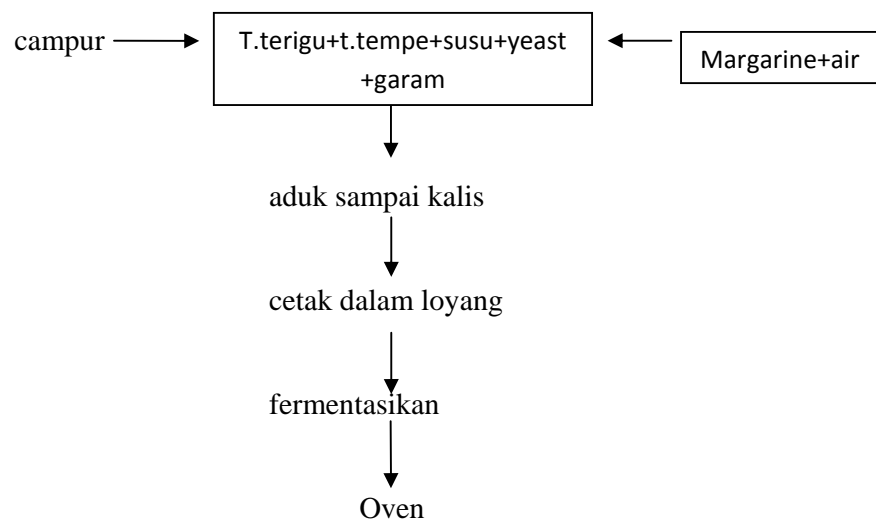 campur
T.terigu+t.tempe+susu+yeast
+garam
Margarine+air
aduk sampai kalis
cetak dalam loyang
fermentasikan
Oven